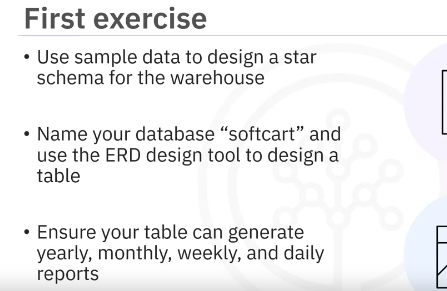 First exercise
• Use sample data to design a star
schema for the warehouse
• Name your database “softcart” and
use the ERD design tool to design a
table
• Ensure your table can generate
yearly, monthly, weekly, and daily
reports